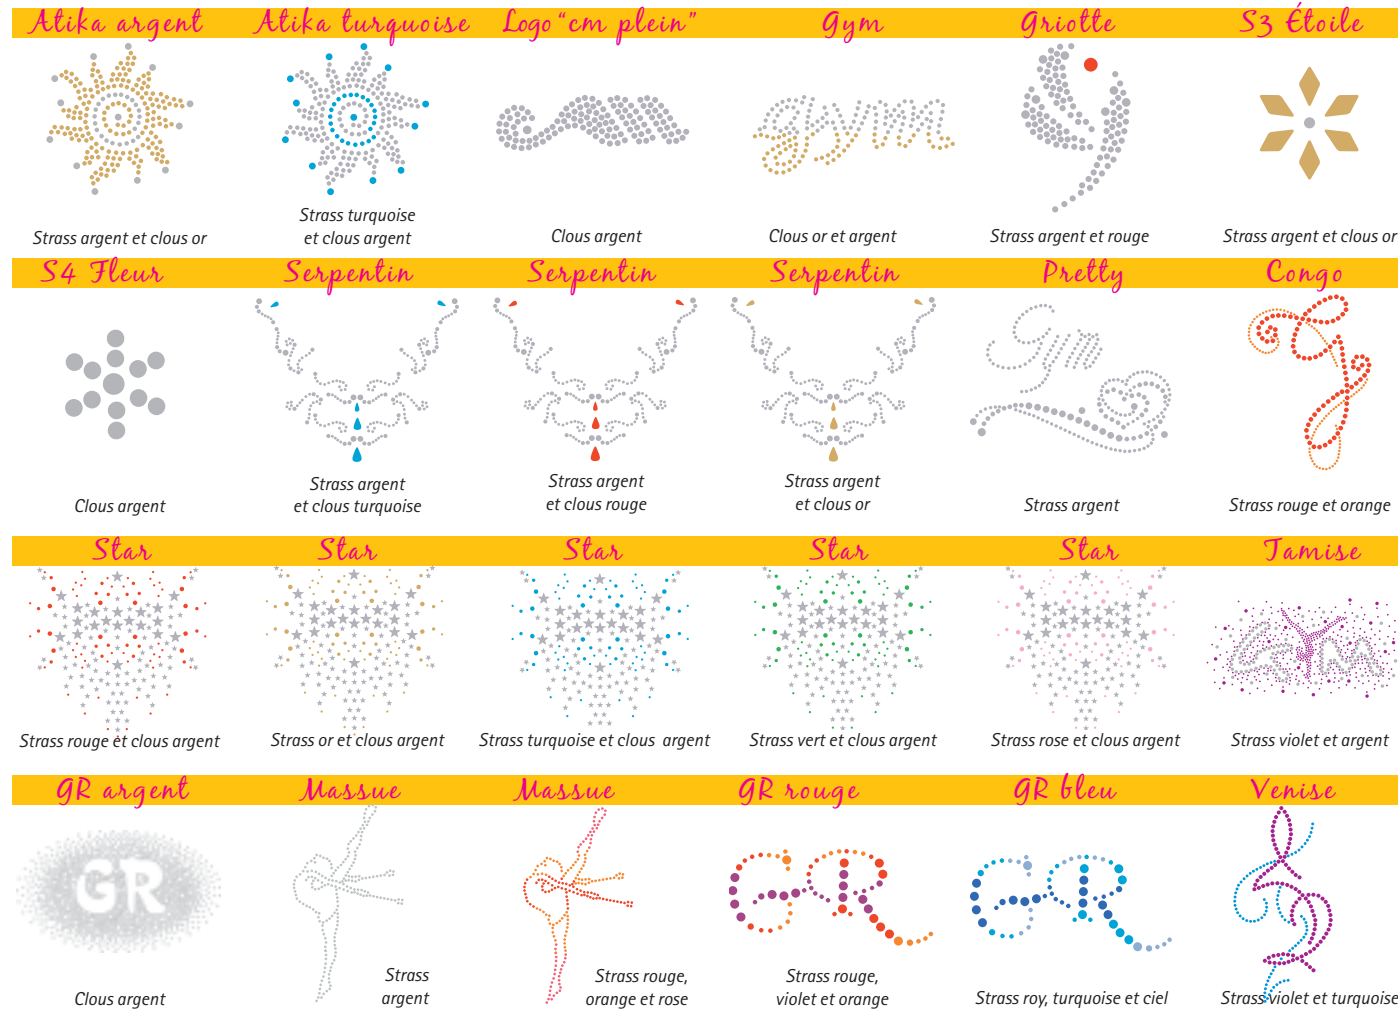 Atika argent Atika turquoise Logo "cm plein" Gym Griotte S3 Étoile
gym
Strass argent et clous or
Strass turquoise
et clous argent
Clous argent
Clous or et argent
Strass argent et rouge
Strass argent et clous or
S4 Fleur Serpentin Serpentin Serpentin Pretty Congo
Gym
Clous argent
Strass argent
et clous turquoise
Strass argent
et clous rouge
Strass argent
et clous or
Strass argent
Strass rouge et orange
Star Star Star Star Star Tamise
GYM
Strass rouge et clous argent
Strass or et clous argent
Strass turquoise et clous argent
Strass vert et clous argent
Strass rose et clous argent
Strass violet et argent
GR argent Massue Massue GR rouge GR bleu Venise
GR
GR
GR
Clous argent
Strass
argent
Strass rouge,
orange et rose
Strass rouge,
violet et orange
Strass roy, turquoise et ciel
Strass violet et turquoise